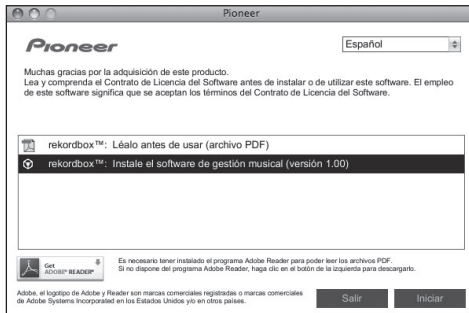 Pioneer
Pioneer
Español
Muchas gracias por la adquisición de este producto.
Lea y comprenda el Contrato de Licencia del Software antes de instalar o de utilizar este software. El empleo
de este software significa que se aceptan los términos del Contrato de Licencia del Software.
rekordbox™: Léalo antes de usar (archivo PDF)
rekordbox™: Instale el software de gestión musical (versión 1.00)
Get
ADOBE® READER®
Es necesario tener instalado el programa Adobe Reader para poder leer los archivos PDF.
Si no dispone del programa Adobe Reader, haga clic en el botón de la izquierda para descargarlo.
Adobe, el logotipo de Adobe y Reader son marcas comerciales registradas o marcas comerciales
de Adobe Systems Incorporated en los Estados Unidos y/o en otros países.
Salir
Iniciar